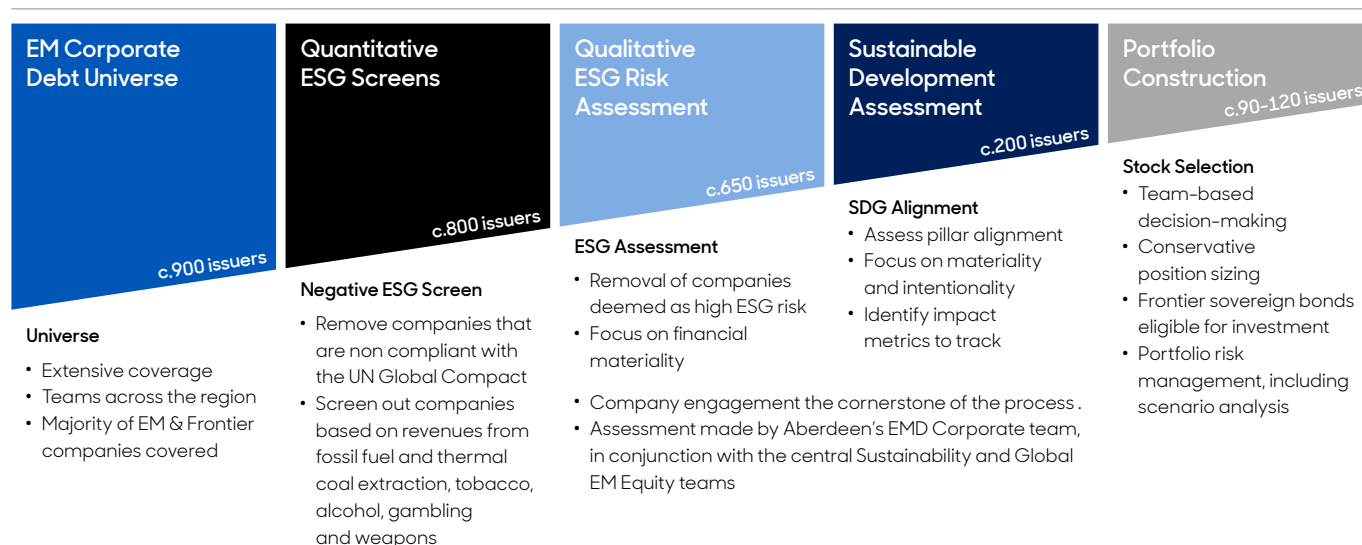 EM Corporate
Debt Universe
c.900 issuers
Universe
• Extensive coverage
• Teams across the region
• Majority of EM & Frontier
companies covered
Quantitative
ESG Screens
c.800 issuers
Negative ESG Screen
• Remove companies that
are non compliant with
the UN Global Compact
• Screen out companies
based on revenues from
fossil fuel and thermal
coal extraction, tobacco,
alcohol, gambling
and weapons
Qualitative
ESG Risk
Assessment
c.650 issuers
ESG Assessment
• Removal of companies
deemed as high ESG risk
• Focus on financial
materiality
Sustainable
Development
Assessment
c.200 issuers
SDG Alignment
• Assess pillar alignment
• Focus on materiality
and intentionality
• Identify impact
metrics to track
• Company engagement the cornerstone of the process .
• Assessment made by Aberdeen's EMD Corporate team,
in conjunction with the central Sustainability and Global
EM Equity teams
Portfolio
Construction
c.90-120 issuers
Stock Selection
• Team-based
decision-making
• Conservative
position sizing
• Frontier sovereign bonds
eligible for investment
• Portfolio risk
management, including
scenario analysis